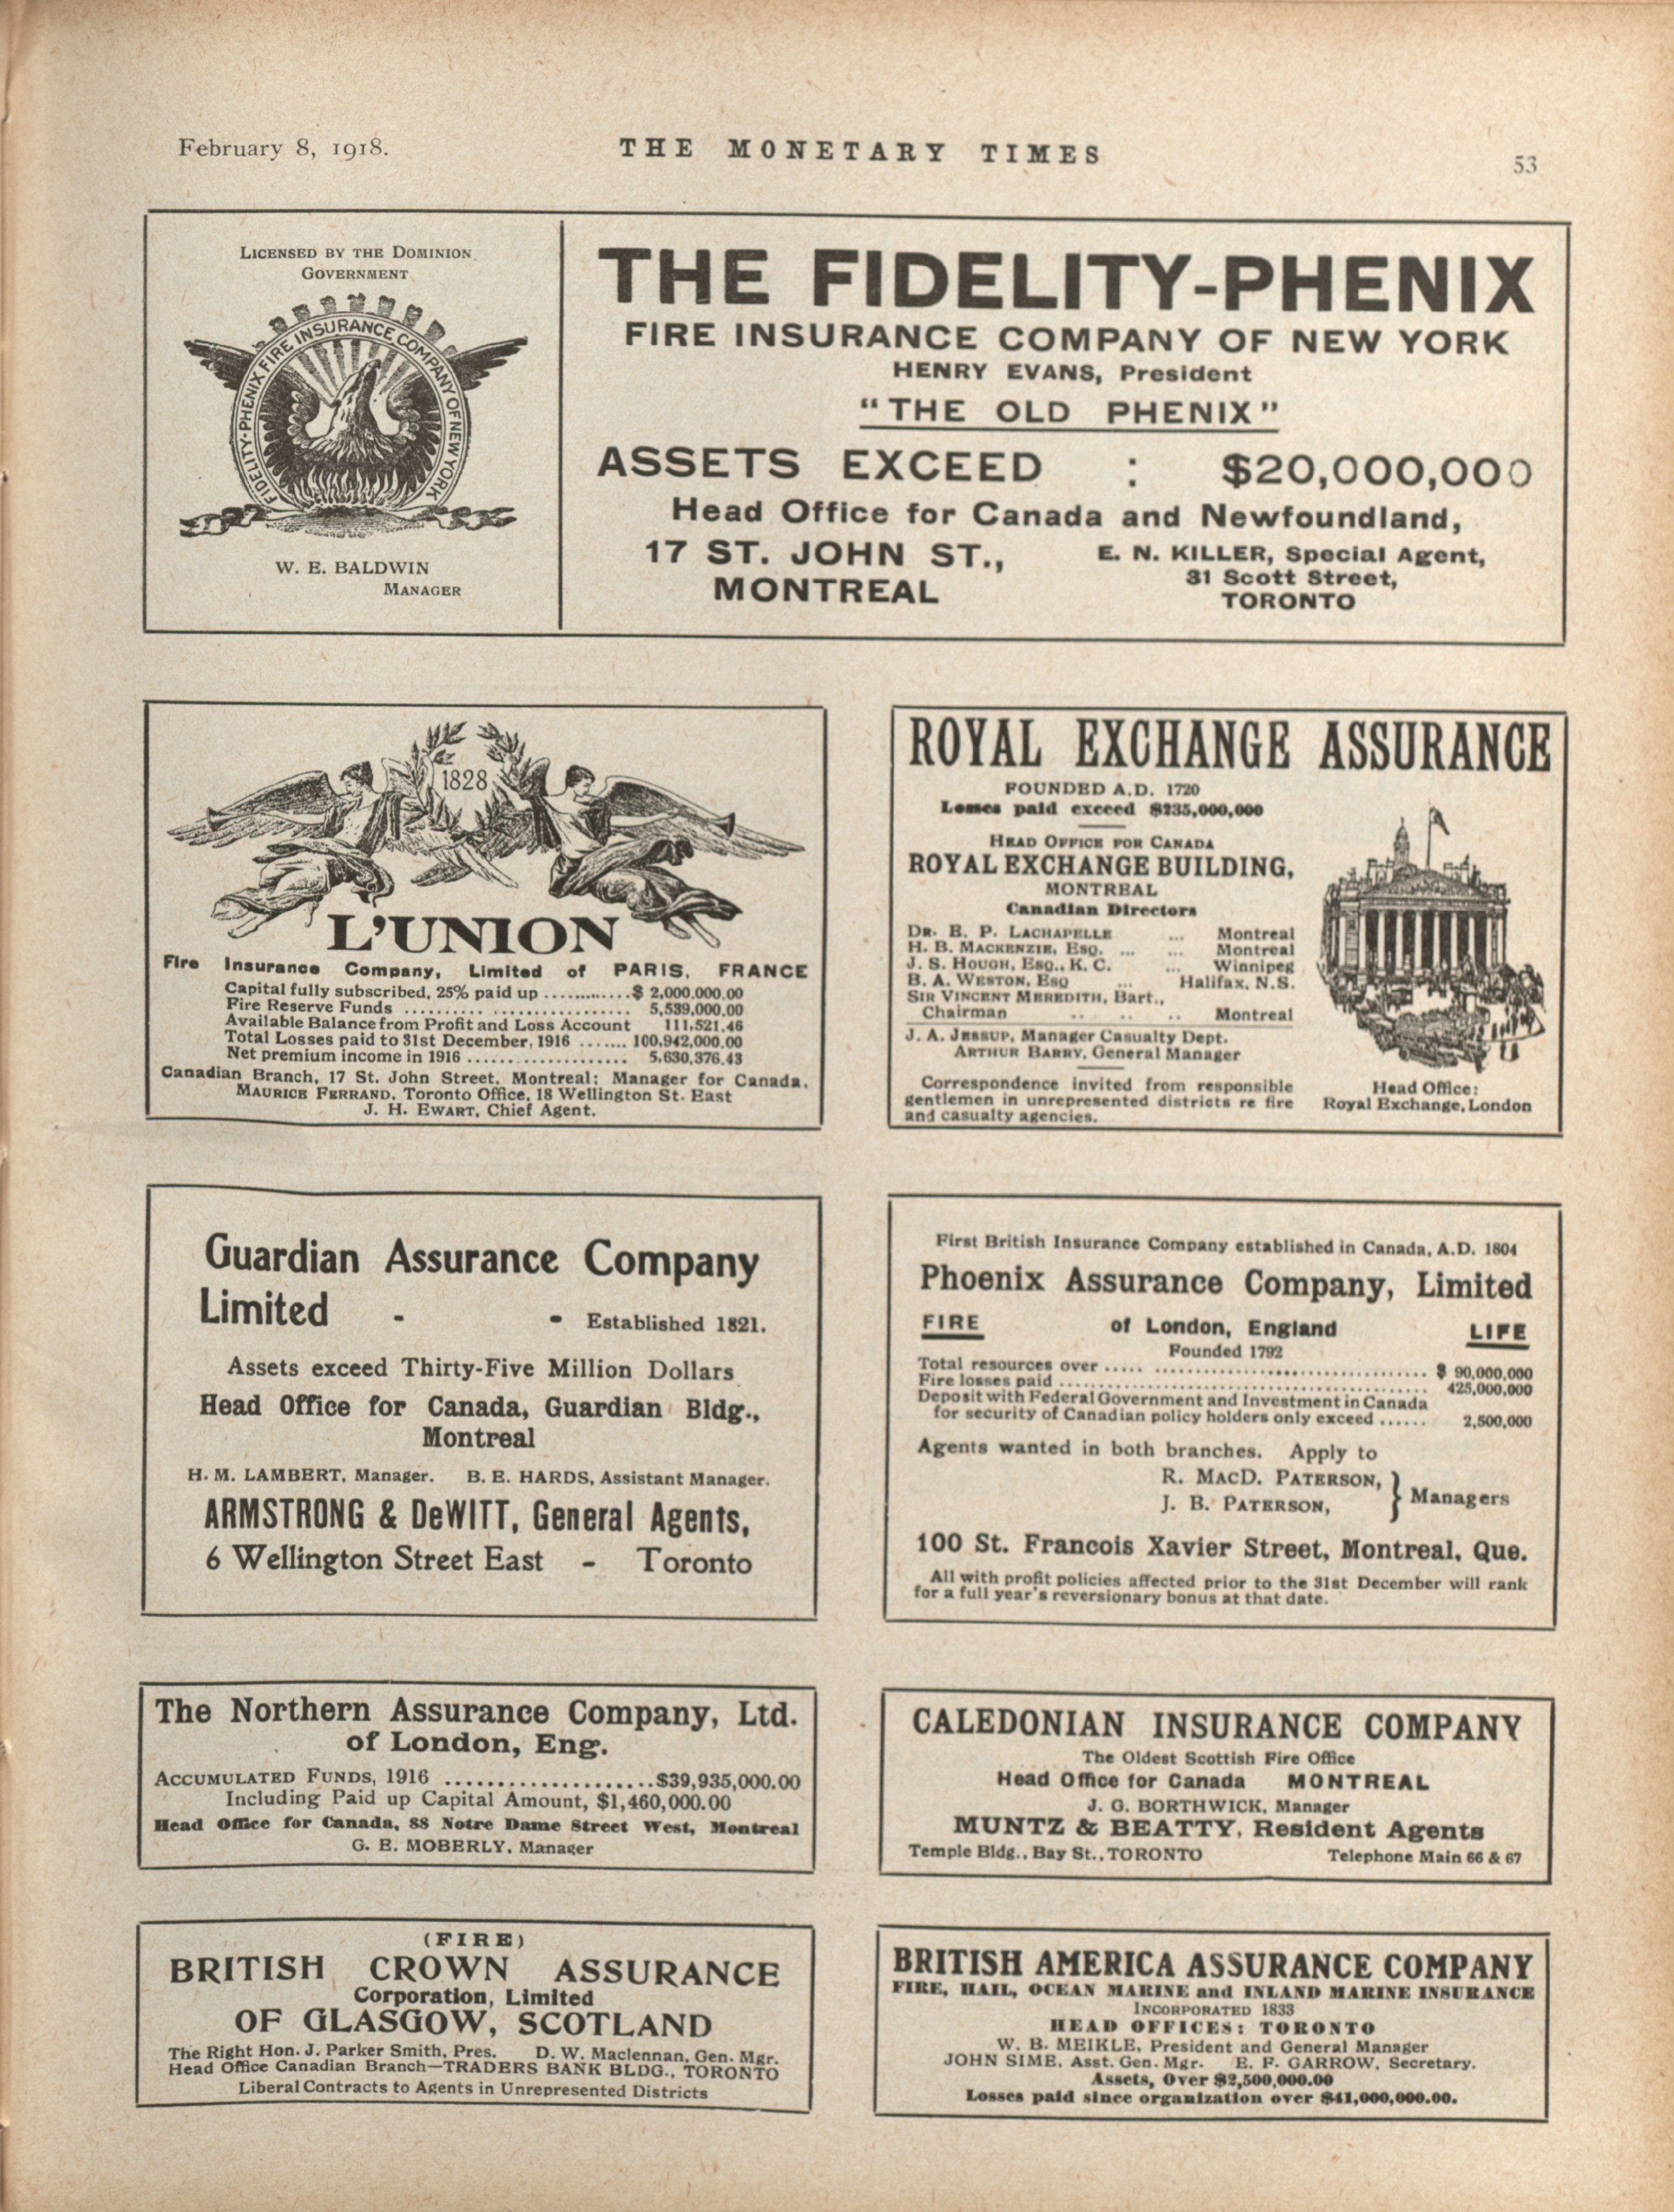 February 8, 1918.
THE MONETARY TIMES
53
LICENSED BY THE DOMINION
GOVERNMENT
FIDELITY-PHENIX FIRE INSURANCE COMPANY OF NEW YORK
W. E. BALDWIN
MANAGER
THE FIDELITY-PHENIX
FIRE INSURANCE COMPANY OF NEW YORK
HENRY EVANS, President
"THE OLD PHENIX"
ASSETS EXCEED : $20,000,000
Head Office for Canada and Newfoundland,
17 ST. JOHN ST.,
MONTREAL
E. N. KILLER, Special Agent,
31 Scott Street,
TORONTO
1828
L'UNION
Fire Insurance Company, Limited of PARIS, FRANCE
Capital fully subscribed, 25% paid up ............. $ 2,000,000.00
Fire Reserve Funds .......... ................. 5,539,000.00
Available Balance from Profit and Loss Account 111,521.46
Total Losses paid to 31st December, 1916 ....... 100,942,000.00
Net premium income in 1916 ...................... 5,630,376.43
Canadian Branch, 17 St. John Street, Montreal; Manager for Canada,
MAURICE FERRAND, Toronto Office, 18 Wellington St. East
J. H. EWART, Chief Agent.
ROYAL EXCHANGE ASSURANCE
FOUNDED A.D. 1720
Losses paid exceed $235,000,000
HEAD OFFICE FOR CANADA
ROYAL EXCHANGE BUILDING,
MONTREAL
Canadian Directors
DR. E. P. LACHAPELLE ... Montreal
H. B. MACKENZIE, ESQ. ... ... Montreal
J. S. HOUGH, ESQ., K. C. ... Winnipeg
B. A. WESTON, ESQ ... Halifax, N.S.
SIR VINCENT MEREDITH, Bart.,
Chairman .. .. .. Montreal
J. A. JESSUP, Manager Casualty Dept.
ARTHUR BARRY, General Manager
Correspondence invited from responsible
gentlemen in unrepresented districts re fire
and casualty agencies.
Head Office:
Royal Exchange, London
Guardian Assurance Company
Limited - - Established 1821.
Assets exceed Thirty-Five Million Dollars
Head Office for Canada, Guardian Bldg.,
Montreal
H. M. LAMBERT, Manager. B. E. HARDS, Assistant Manager.
ARMSTRONG & DeWITT, General Agents,
6 Wellington Street East - Toronto
First British Insurance Company established in Canada, A.D. 1804
Phoenix Assurance Company, Limited
FIRE of London, England LIFE
Founded 1792
Total resources over ..... .................................. $ 90,000,000
Fire losses paid .............................................. 425,000,000
Deposit with Federal Government and Investment in Canada
for security of Canadian policy holders only exceed ...... 2,500,000
Agents wanted in both branches. Apply to
R. MACD. PATERSON,
J. B. PATERSON, } Managers
100 St. Francois Xavier Street, Montreal, Que.
All with profit policies affected prior to the 31st December will rank
for a full year's reversionary bonus at that date.
The Northern Assurance Company, Ltd.
of London, Eng.
ACCUMULATED FUNDS, 1916 ....................$39,935,000.00
Including Paid up Capital Amount, $1,460,000.00
Head Office for Canada, 88 Notre Dame Street West, Montreal
G. E. MOBERLY, Manager
CALEDONIAN INSURANCE COMPANY
The Oldest Scottish Fire Office
Head Office for Canada MONTREAL
J. G. BORTHWICK, Manager
MUNTZ & BEATTY, Resident Agents
Temple Bldg., Bay St., TORONTO Telephone Main 66 & 67
(FIRE)
BRITISH CROWN ASSURANCE
Corporation, Limited
OF GLASGOW, SCOTLAND
The Right Hon. J. Parker Smith, Pres. D. W. Maclennan, Gen. Mgr.
Head Office Canadian Branch—TRADERS BANK BLDG., TORONTO
Liberal Contracts to Agents in Unrepresented Districts
BRITISH AMERICA ASSURANCE COMPANY
FIRE, HAIL, OCEAN MARINE and INLAND MARINE INSURANCE
INCORPORATED 1833
HEAD OFFICES: TORONTO
W. B. MEIKLE, President and General Manager
JOHN SIME, Asst. Gen. Mgr. E. F. GARROW, Secretary.
Assets, Over $2,500,000.00
Losses paid since organization over $41,000,000.00.